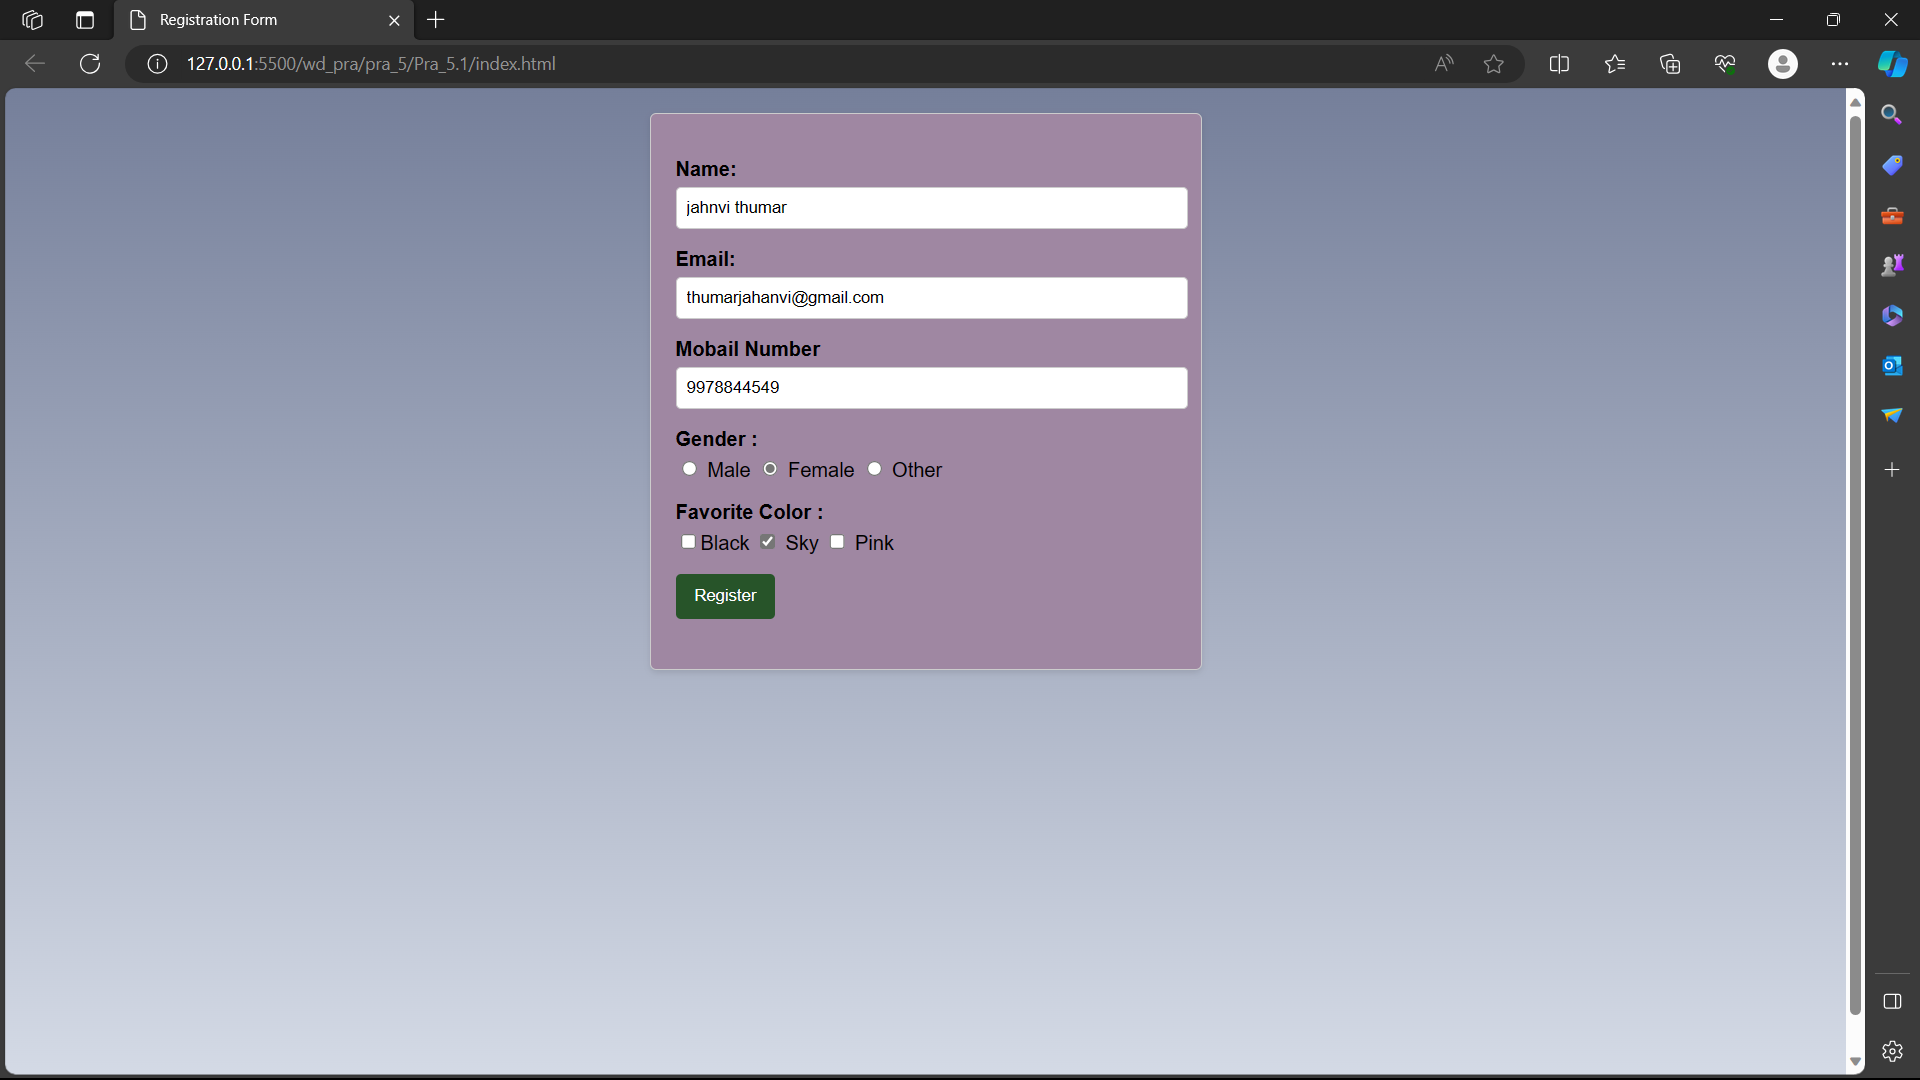 Registration Form
127.0.0.1:5500/wd_pra/pra_5/Pra_5.1/index.html
Name:
jahnvi thumar
Email:
thumarjahanvi@gmail.com
Mobail Number
9978844549
Gender :
Male Female Other
Favorite Color :
Black Sky Pink
Register